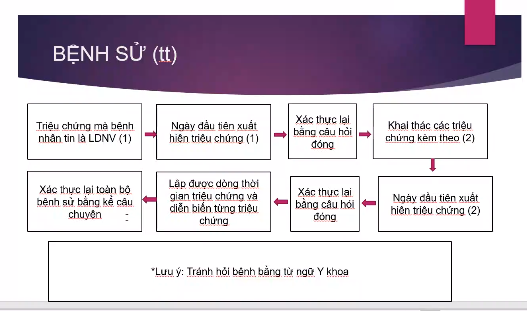 BỆNH SỬ (tt)
Triệu chứng mà bệnh
nhân tin là LDNV (1)
Ngày đầu tiên xuất
hiện triệu chứng (1)
Xác thực lại
bằng câu hỏi
đóng
Khai thác các triệu
chứng kèm theo (2)
Ngày đầu tiên xuất
hiện triệu chứng (2)
Xác thực lại
bằng câu hỏi
đóng
Lập được dòng thời
gian triệu chứng và
diễn biến từng triệu
chứng
Xác thực lại toàn bộ
bệnh sử bằng kể câu
chuyện
*Lưu ý: Tránh hỏi bệnh bằng từ ngữ Y khoa